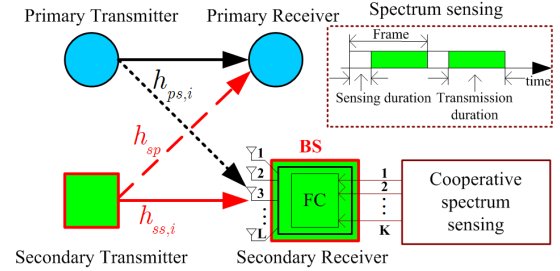 Primary Transmitter
Primary Receiver
Spectrum sensing
Frame
time
Sensing duration
Transmission duration
h_{ps,i}
h_{sp}
h_{ss,i}
BS
1
2
3
L
FC
1
2
K
Cooperative
spectrum
sensing
Secondary Transmitter
Secondary Receiver